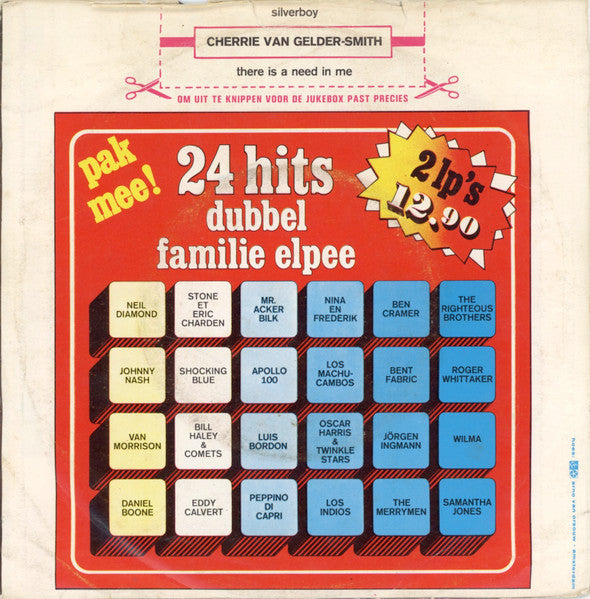 silverboy
CHERRIE VAN GELDER-SMITH
there is a need in me
OM UIT TE KNIPPEN VOOR DE JUKEBOX PAST PRECIES
pak
mee!
24 hits
dubbel
familie elpee
2 lp's
12.90
NEIL
DIAMOND
STONE
ET
ERIC
CHARDEN
MR.
ACKER
BILK
NINA
EN
FREDERIK
BEN
CRAMER
THE
RIGHTEOUS
BROTHERS
JOHNNY
NASH
SHOCKING
BLUE
APOLLO
100
LOS
MACHU-
CAMBOS
BENT
FABRIC
ROGER
WHITTAKER
VAN
MORRISON
BILL
HALEY
&
COMETS
LUIS
BORDON
OSCAR
HARRIS
&
TWINKLE
STARS
JÖRGEN
INGMANN
WILMA
DANIEL
BOONE
EDDY
CALVERT
PEPPINO
DI
CAPRI
LOS
INDIOS
THE
MERRYMEN
SAMANTHA
JONES